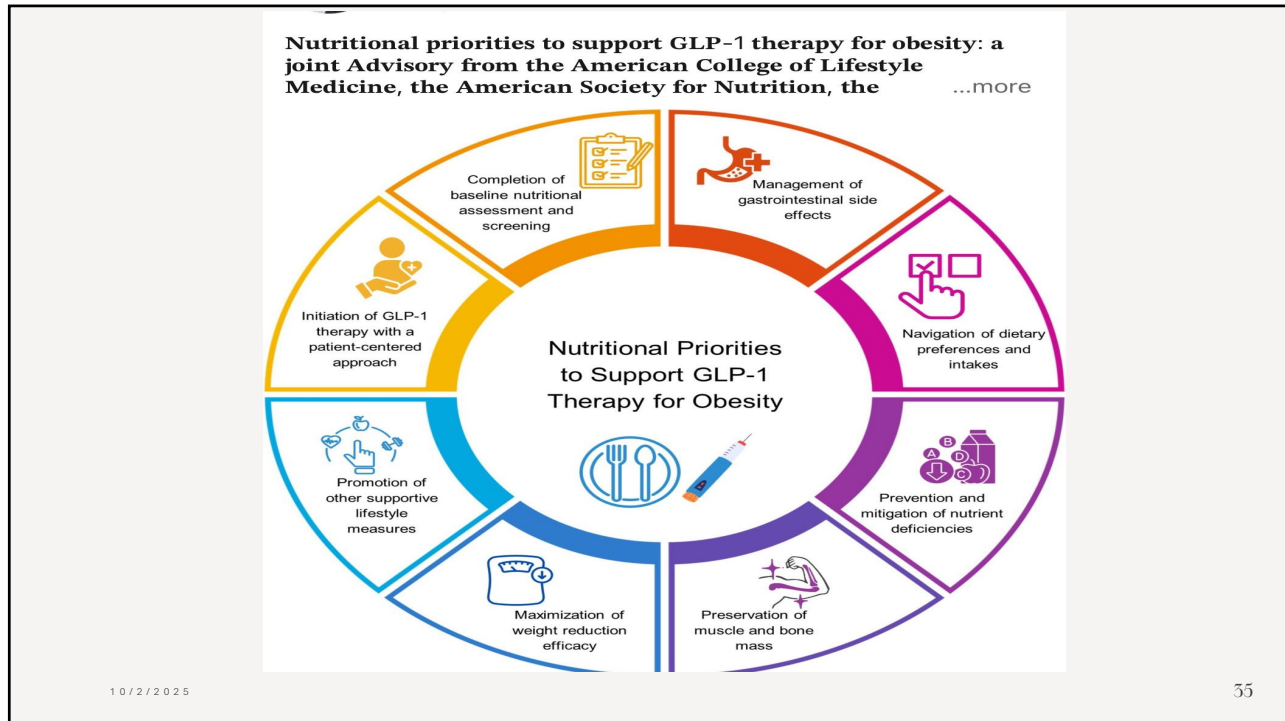 Nutritional priorities to support GLP-1 therapy for obesity: a
joint Advisory from the American College of Lifestyle
Medicine, the American Society for Nutrition, the ...more
Completion of
baseline nutritional
assessment and
screening
Management of
gastrointestinal side
effects
Initiation of GLP-1
therapy with a
patient-centered
approach
Navigation of dietary
preferences and
intakes
Nutritional Priorities
to Support GLP-1
Therapy for Obesity
Promotion of
other supportive
lifestyle
measures
B
A
D
C
Prevention and
mitigation of nutrient
deficiencies
Maximization of
weight reduction
efficacy
Preservation of
muscle and bone
mass
10/2/2025
35